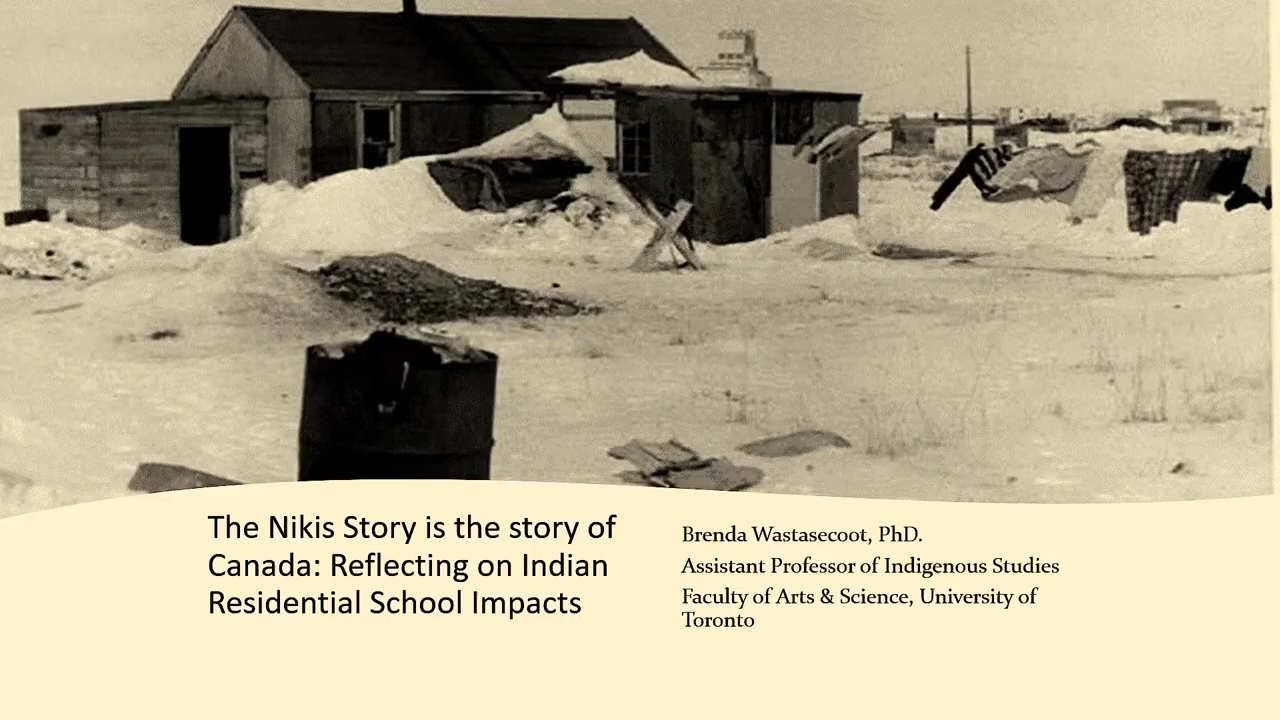 The Nikis Story is the story of
Canada: Reflecting on Indian
Residential School Impacts
Brenda Wastasecoot, PhD.
Assistant Professor of Indigenous Studies
Faculty of Arts & Science, University of
Toronto